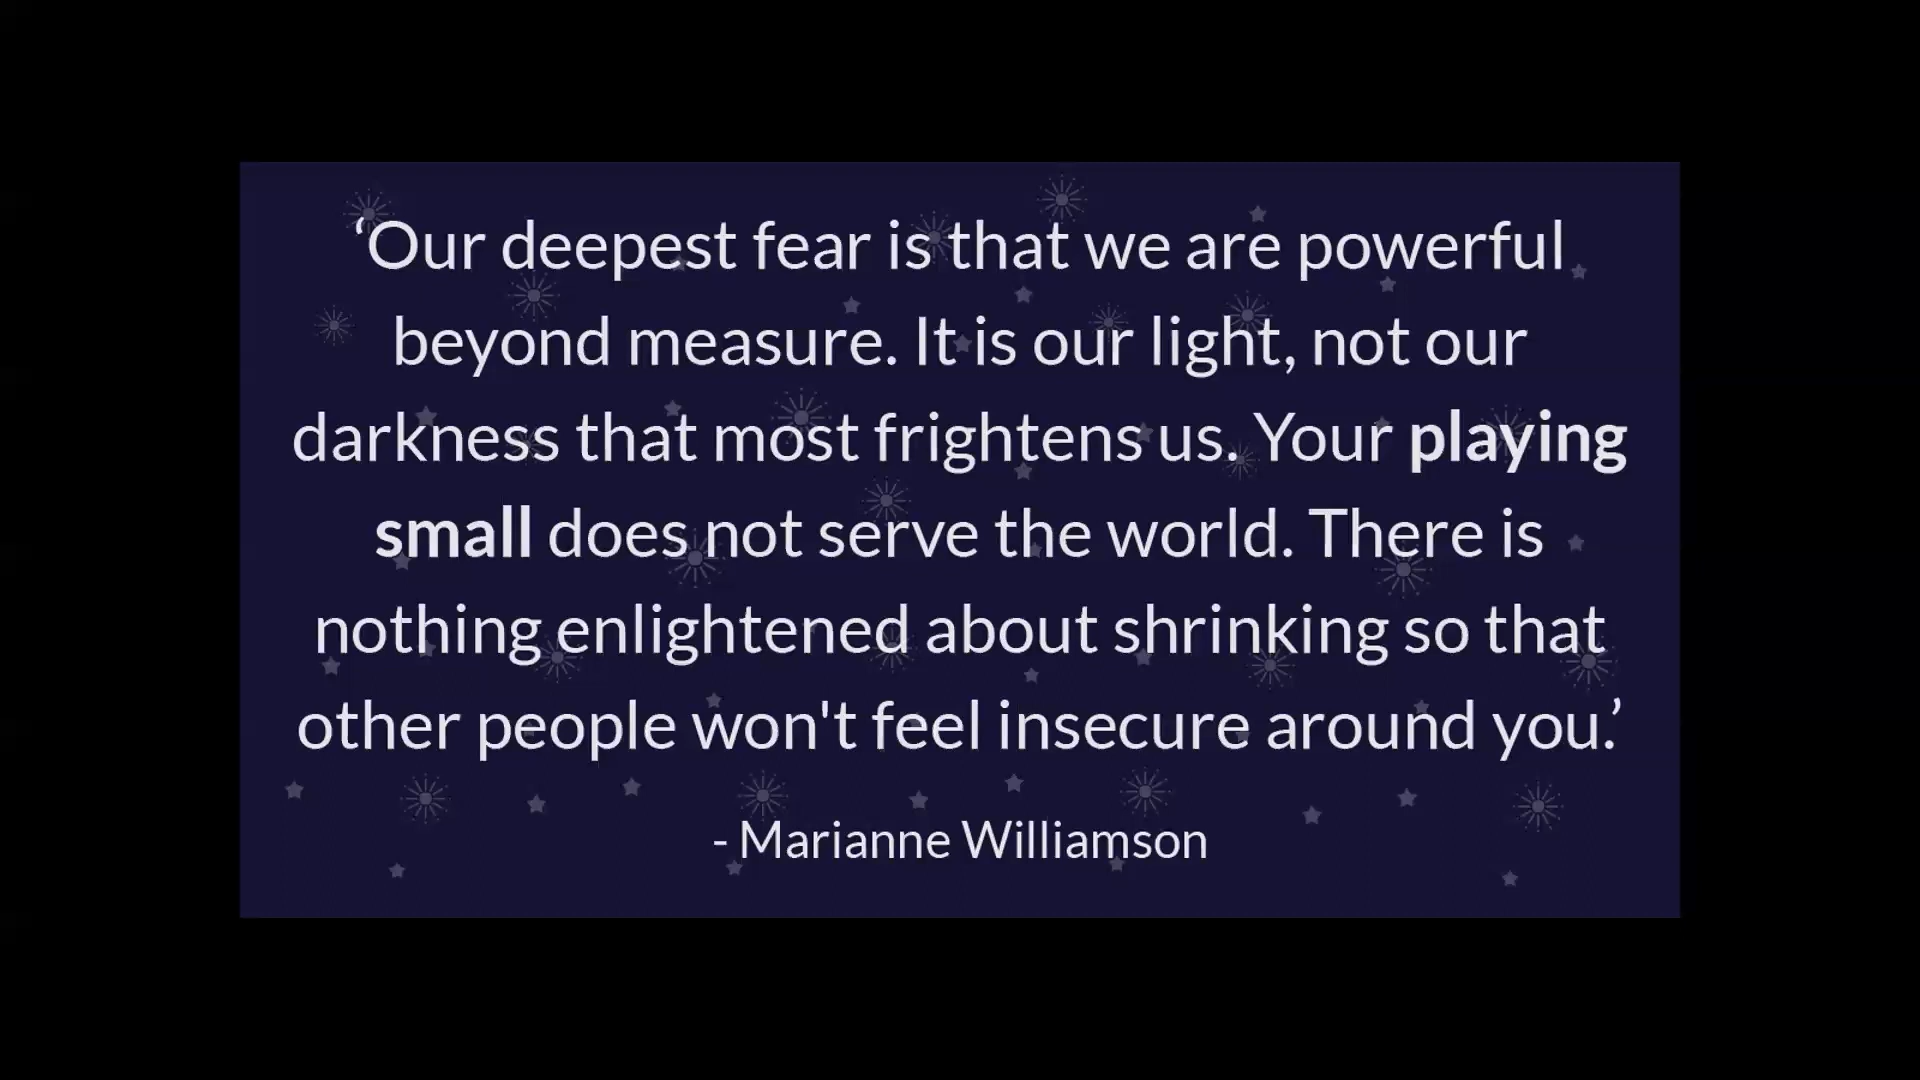 ‘Our deepest fear is that we are powerful
beyond measure. It is our light, not our
darkness that most frightens us. Your playing
small does not serve the world. There is
nothing enlightened about shrinking so that
other people won't feel insecure around you.’
- Marianne Williamson